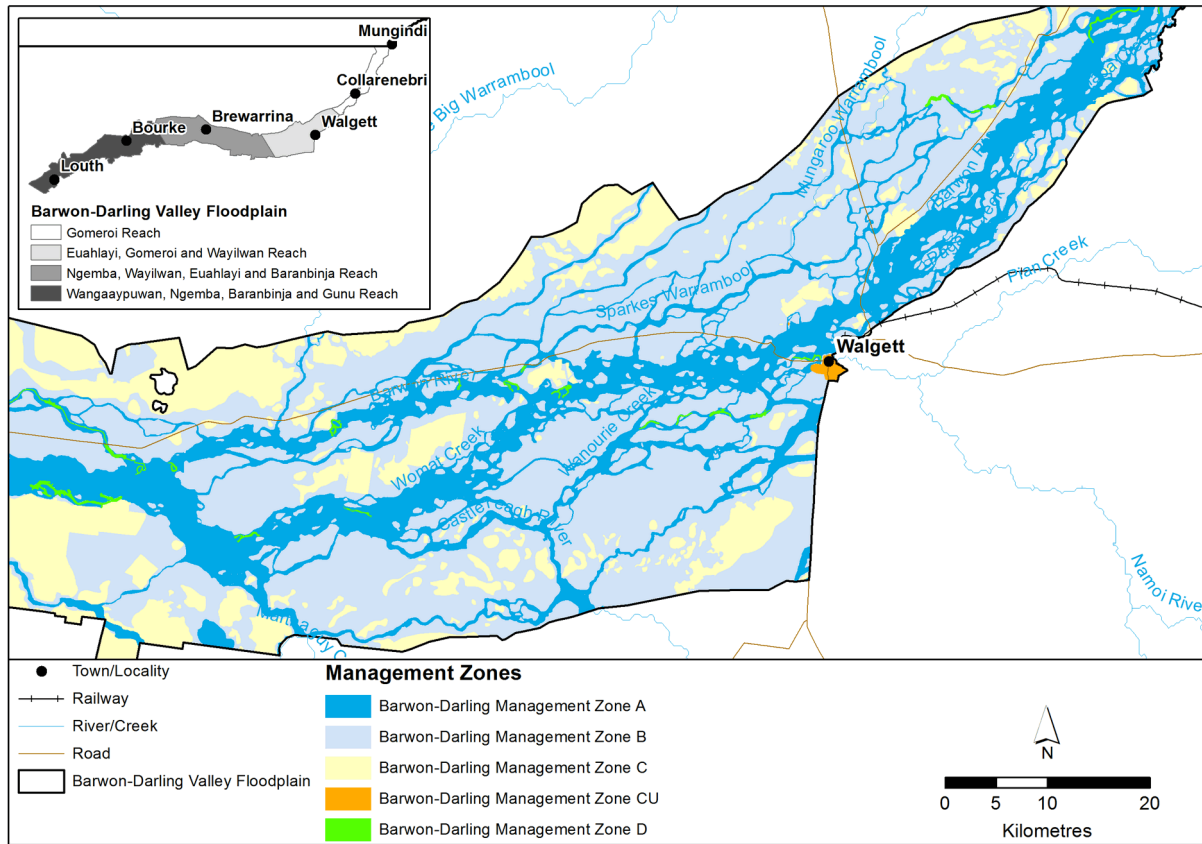 Mungindi
Collarenebri
Brewarrina
Walgett
Bourke
Louth
Barwon-Darling Valley Floodplain
Gomeroi Reach
Euahlayi, Gomeroi and Wayilwan Reach
Ngemba, Wayilwan, Euahlayi and Baranbinja Reach
Wangaaypuwan, Ngemba, Baranbinja and Gunu Reach
Big Warrambool
Mungaroo Warrambool
Barwon
Creek
Pian Creek
Sparkes Warrambool
Walgett
Barwon River
Wanourie Creek
Womat Creek
Castlereagh River
Namoi River
Town/Locality
Railway
River/Creek
Road
Barwon-Darling Valley Floodplain
Management Zones
Barwon-Darling Management Zone A
Barwon-Darling Management Zone B
Barwon-Darling Management Zone C
Barwon-Darling Management Zone CU
Barwon-Darling Management Zone D
N
0 5 10 20
Kilometres